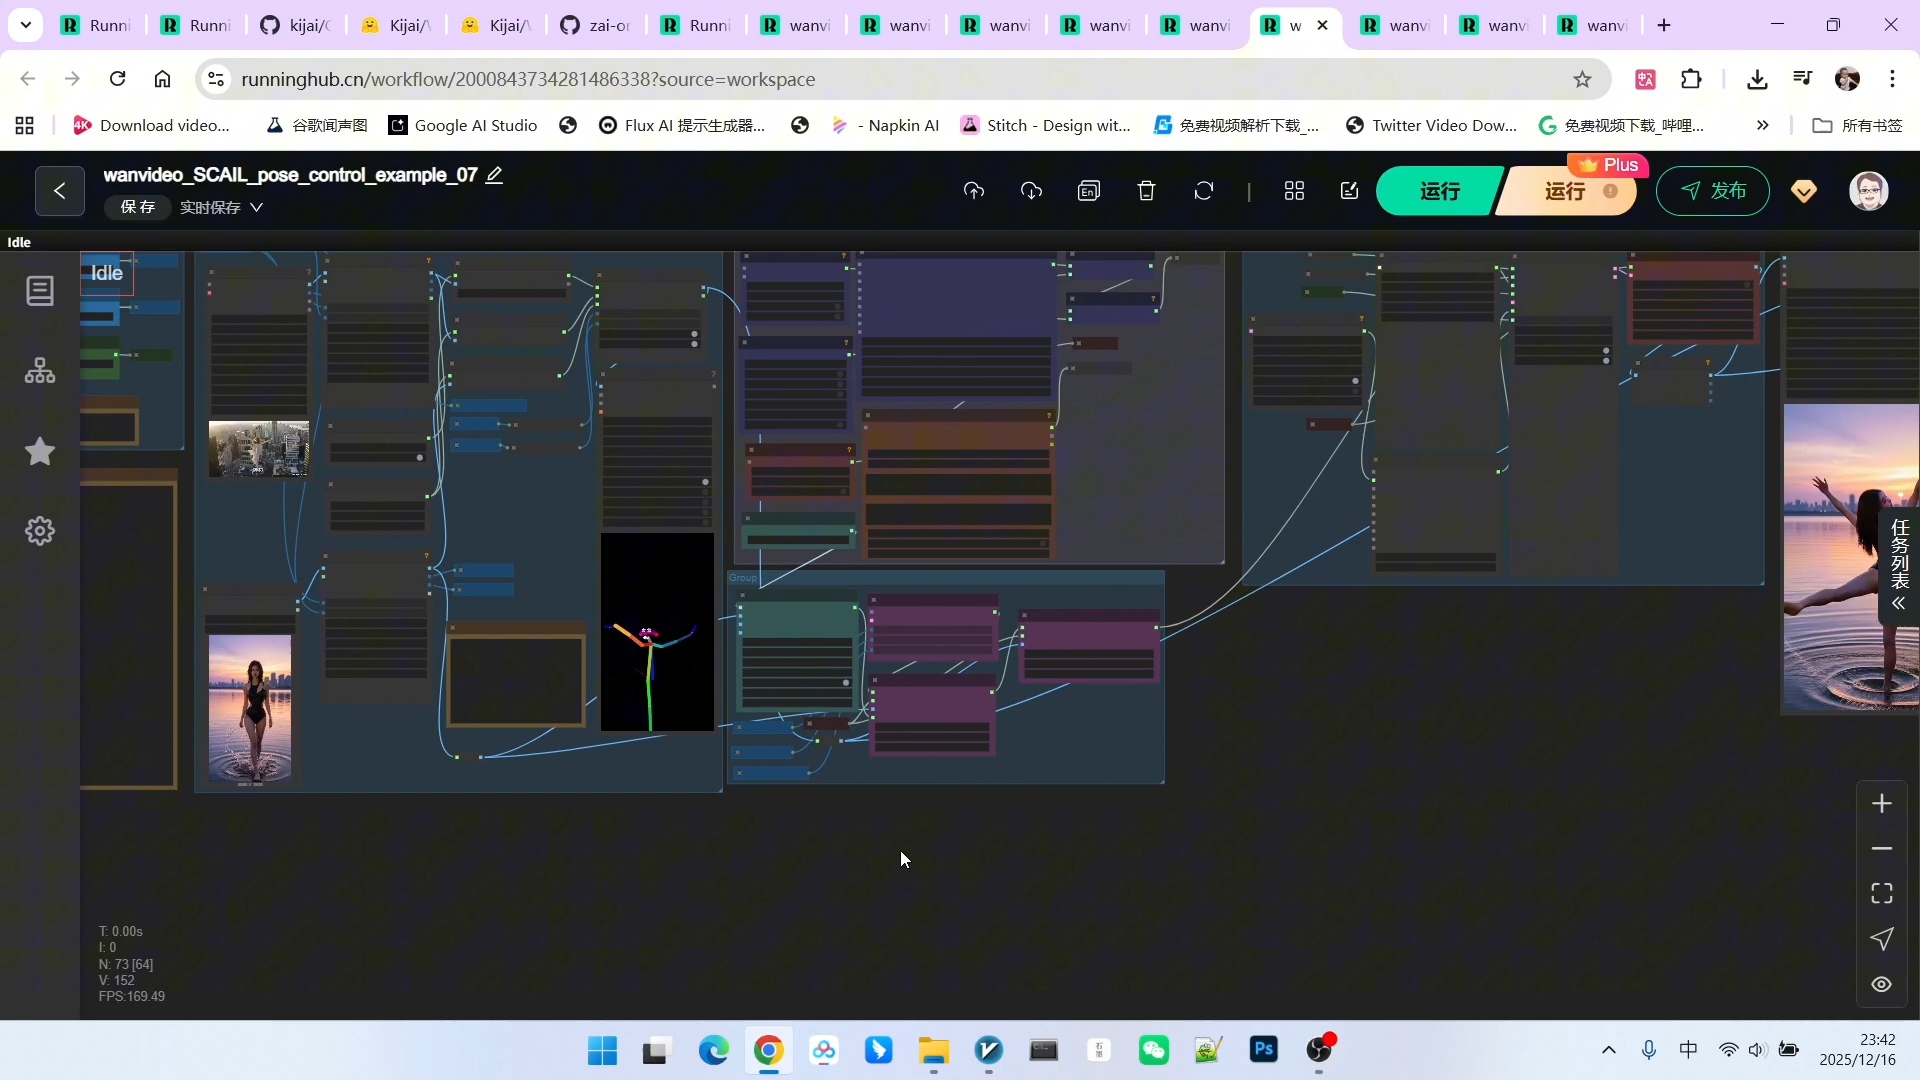 Runni
Runni
kijai/C
Kijai/\
Kijai/\
zai-or
Runni
wanvi
wanvi
wanvi
wanvi
wanvi
w
wanvi
wanvi
wanvi
runninghub.cn/workflow/2000843734281486338?source=workspace
Download video...
谷歌闻声图
Google AI Studio
Flux AI 提示生成器...
- Napkin AI
Stitch - Design wit...
免费视频解析下载_...
Twitter Video Dow...
免费视频下载_哔哩...
所有书签
wanvideo_SCAIL_pose_control_example_07
保存
实时保存
En
运行
运行
Plus
发布
Idle
Idle
Group
任务列表
T: 0.00s
I: 0
N: 73 [64]
V: 152
FPS:169.49
Ps
中
23:42
2025/12/16